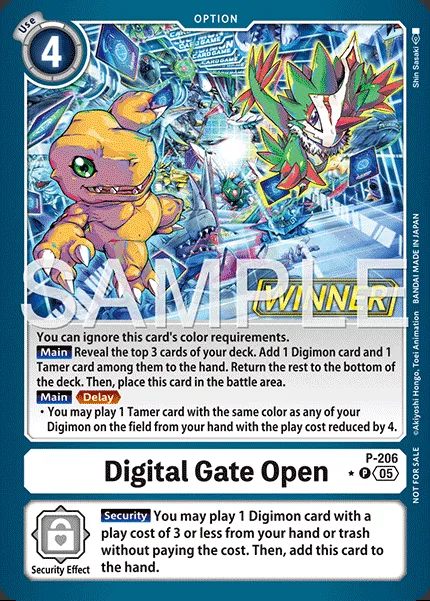 OPTION
Use
4
CARD GAME
WINNER
SAMPLE
You can ignore this card's color requirements.
Main Reveal the top 3 cards of your deck. Add 1 Digimon card and 1
Tamer card among them to the hand. Return the rest to the bottom
of the deck. Then, place this card in the battle area.
Main Delay
・You may play 1 Tamer card with the same color as any of your
Digimon on the field from your hand with the play cost reduced by 4.
Digital Gate Open
P-206
★ P 05
Security Effect
Security You may play 1 Digimon card with a
play cost of 3 or less from your hand or trash
without paying the cost. Then, add this card to
the hand.
Shin Sasaki
©Akiyoshi Hongo, Toei Animation BANDAI MADE IN JAPAN
NOT FOR SALE